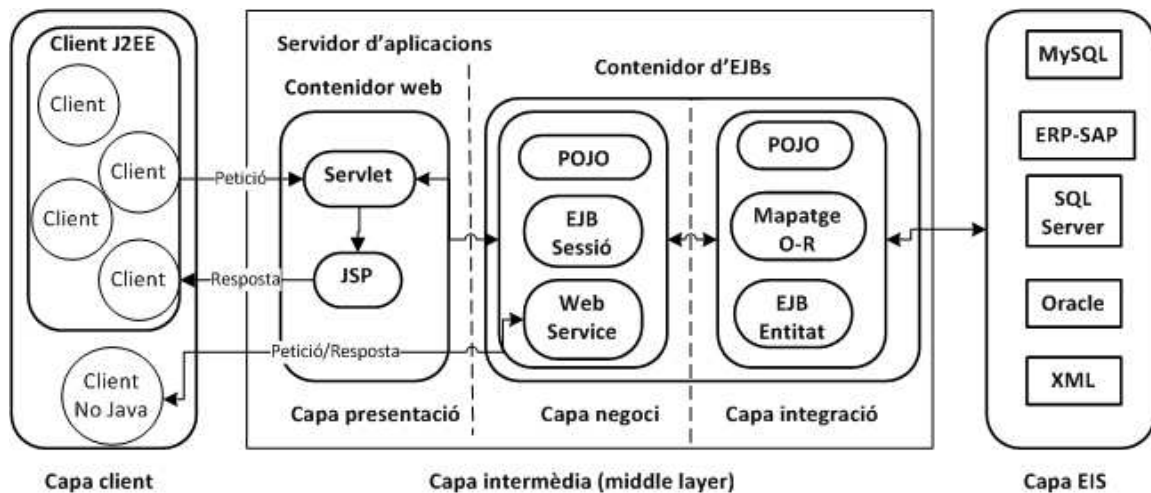 Client J2EE
Client
Client
Client
Client
Client
No Java
Capa client
Servidor d'aplicacions
Contenidor web
Petició
Servlet
JSP
Resposta
Petició/Resposta
Capa presentació
Contenidor d'EJBs
POJO
EJB
Sessió
Web
Service
Capa negoci
POJO
Mapatge
O-R
EJB
Entitat
Capa integració
Capa intermèdia (middle layer)
MySQL
ERP-SAP
SQL
Server
Oracle
XML
Capa EIS